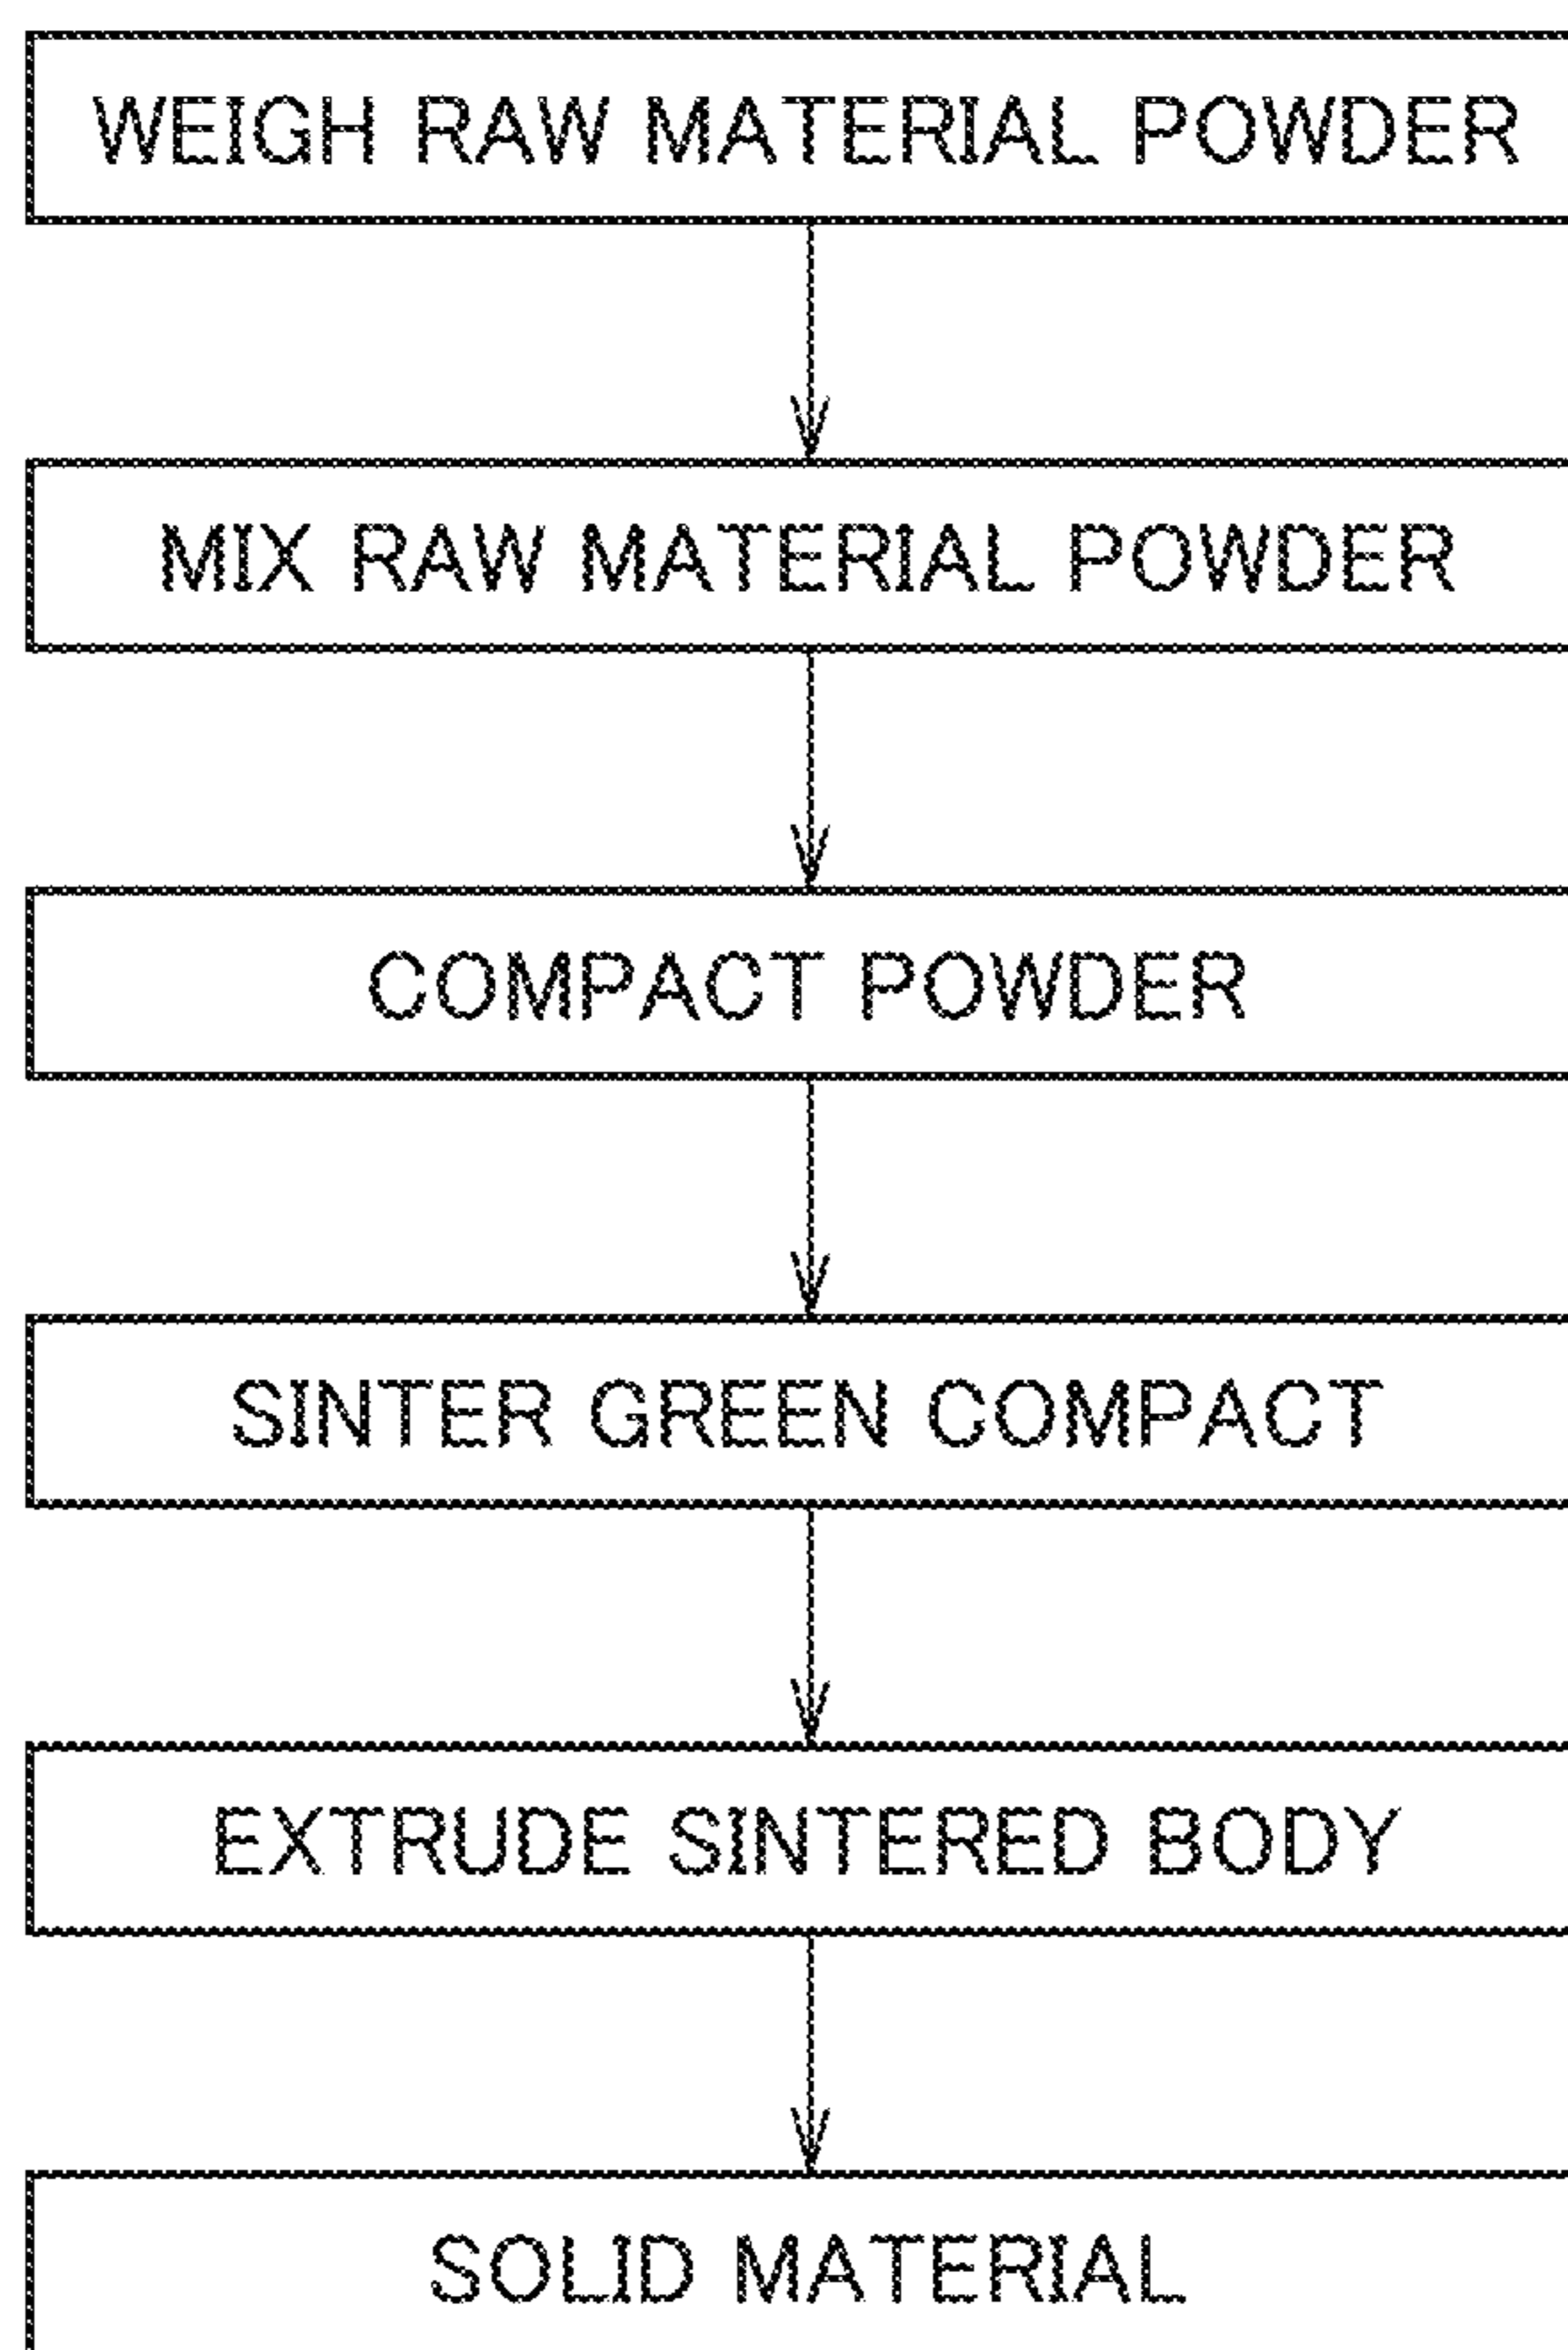 WEIGH RAW MATERIAL POWDER
MIX RAW MATERIAL POWDER
COMPACT POWDER
SINTER GREEN COMPACT
EXTRUDE SINTERED BODY
SOLID MATERIAL